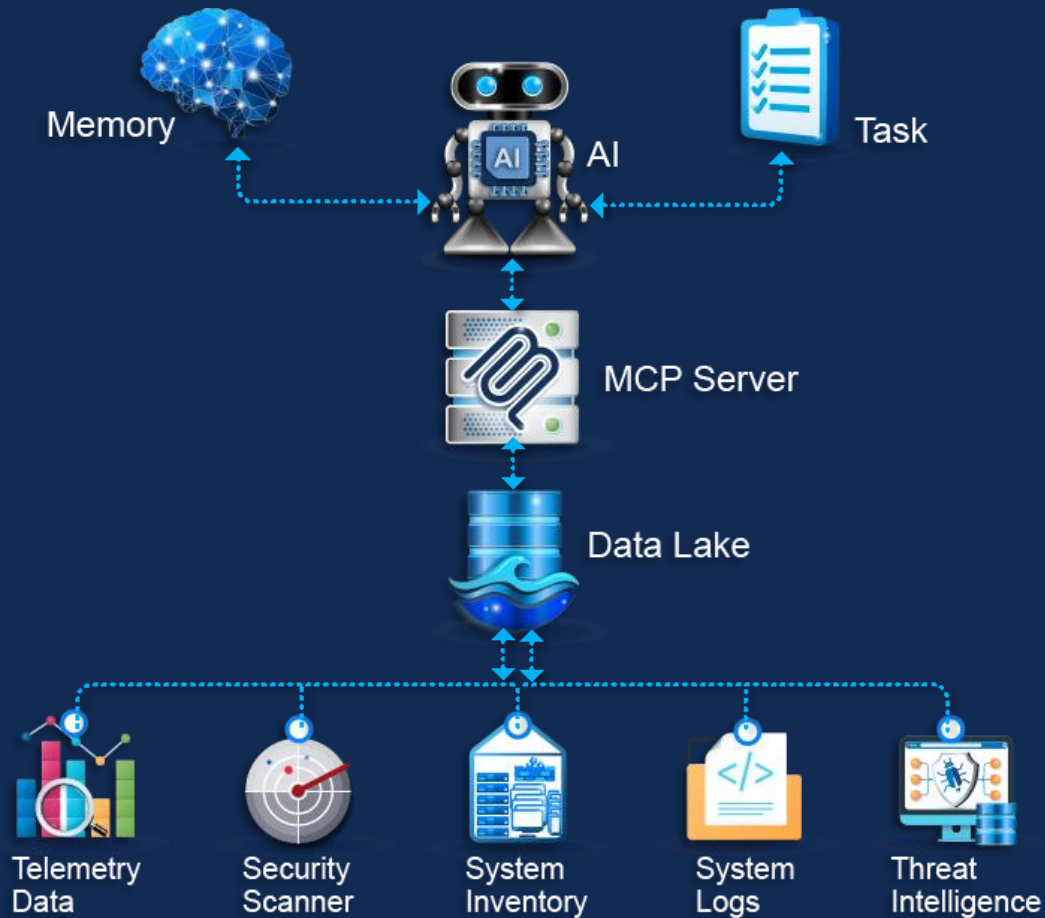 Memory
AI
AI
Task
MCP Server
Data Lake
</>
Telemetry
Data
Security
Scanner
System
Inventory
System
Logs
Threat
Intelligence